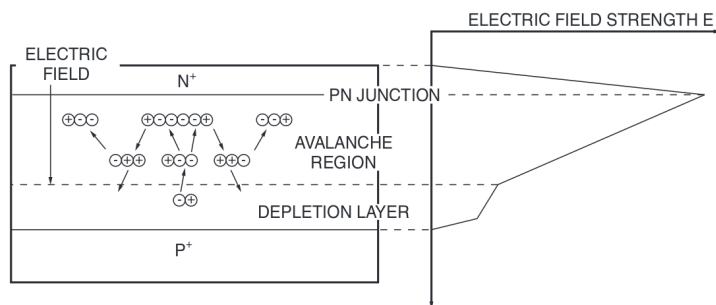 ELECTRIC FIELD STRENGTH E
ELECTRIC
FIELD
N+
PN JUNCTION
⊕⊖⊖ ⊕⊖⊖⊖⊖⊕ ⊖⊖⊕
AVALANCHE
REGION
⊖⊕⊕ ⊕⊖⊖ ⊕⊕⊖
⊖⊕
DEPLETION LAYER
P+